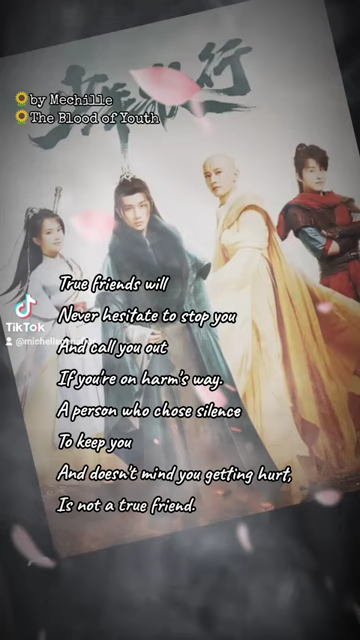 🌻by Mechille
🌻The Blood of Youth
True friends will
Never hesitate to stop you
And call you out
If you're on harm's way.
A person who chose silence
To keep you
And doesn't mind you getting hurt,
Is not a true friend.
TikTok
行